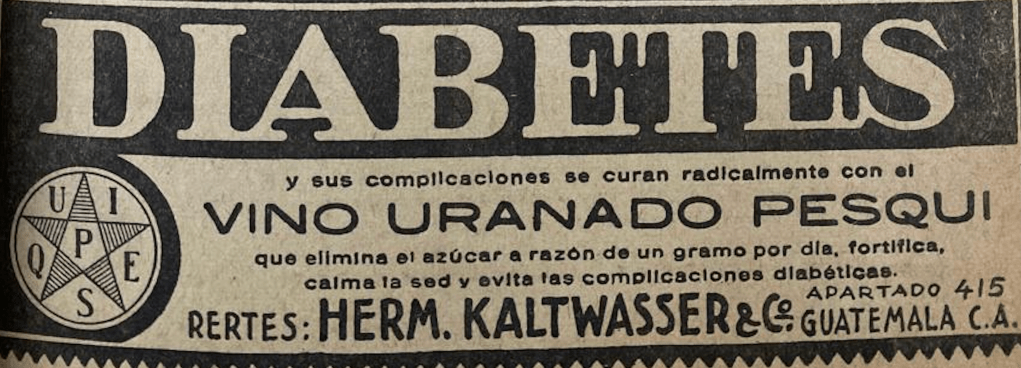 DIABETES
y sus complicaciones se curan radicalmente con el
VINO URANADO PESQUI
que elimina el azúcar a razón de un gramo por día, fortifica,
calma la sed y evita las complicaciones diabéticas.
RERTES: HERM. KALTWASSER & Co.
APARTADO 415
GUATEMALA C.A.
U I
Q P E
S